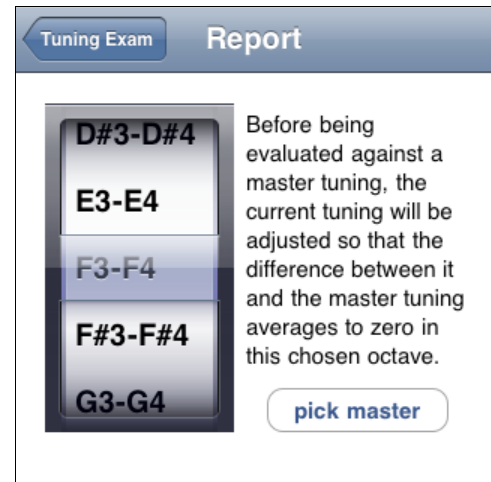 Tuning Exam
Report
D#3-D#4
E3-E4
F3-F4
F#3-F#4
G3-G4
Before being
evaluated against a
master tuning, the
current tuning will be
adjusted so that the
difference between it
and the master tuning
averages to zero in
this chosen octave.
pick master